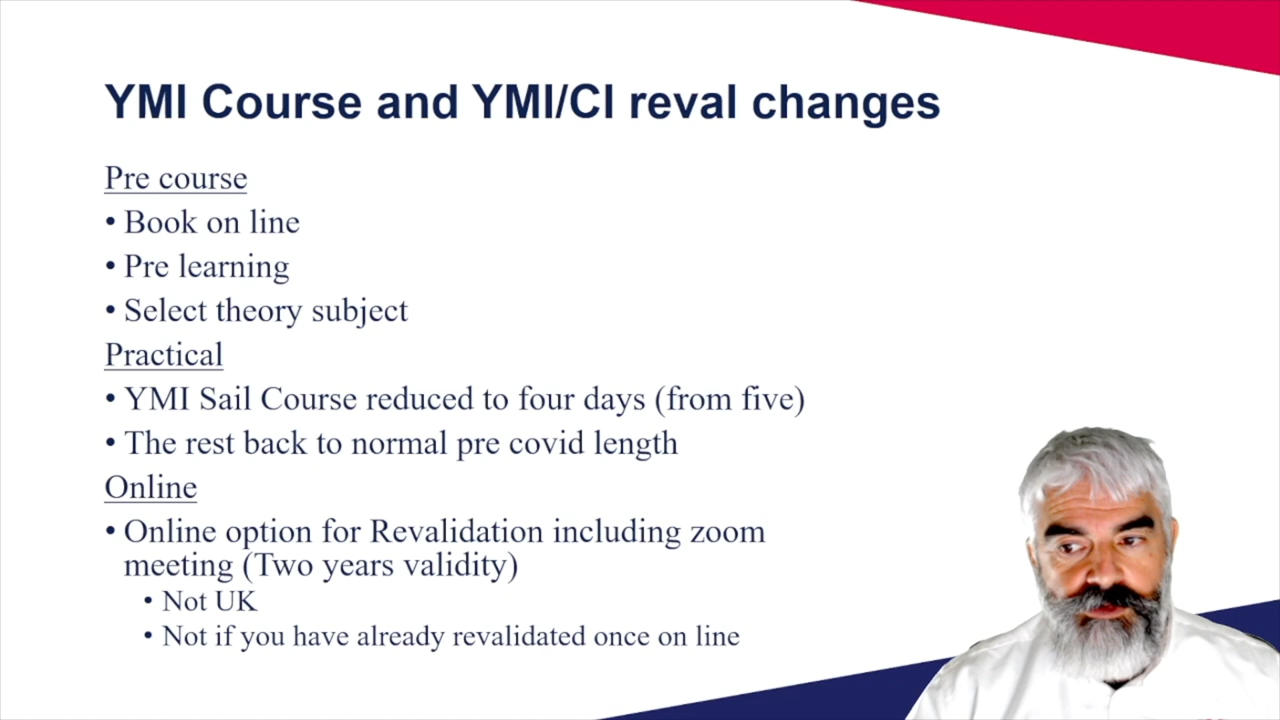 YMI Course and YMI/CI reval changes
Pre course
• Book on line
• Pre learning
• Select theory subject
Practical
• YMI Sail Course reduced to four days (from five)
• The rest back to normal pre covid length
Online
• Online option for Revalidation including zoom
meeting (Two years validity)
• Not UK
• Not if you have already revalidated once on line